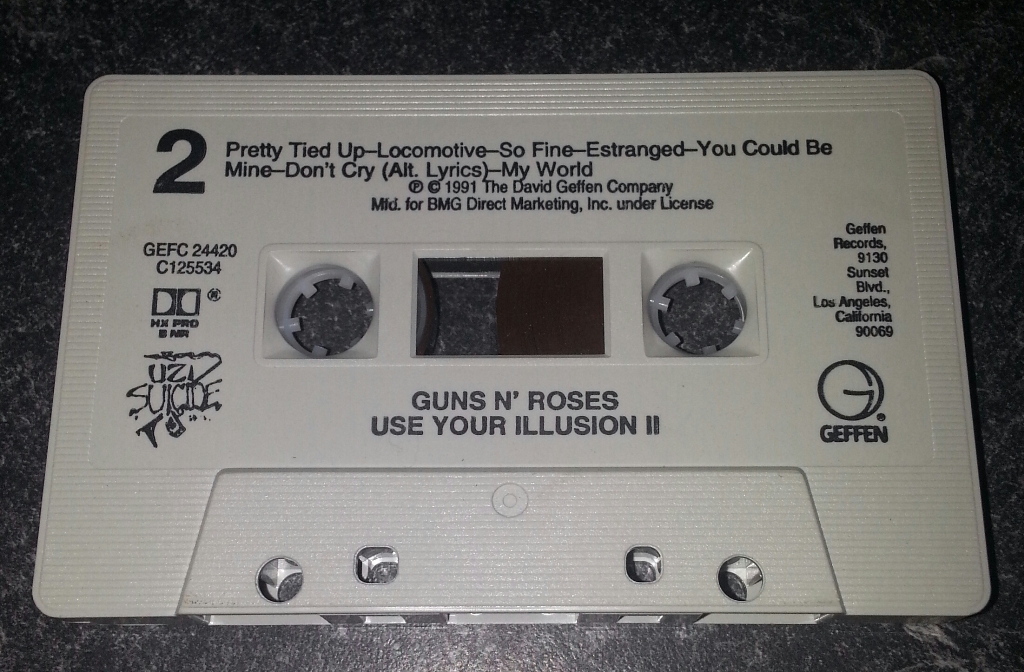 2
Pretty Tied Up–Locomotive–So Fine–Estranged–You Could Be
Mine–Don't Cry (Alt. Lyrics)–My World
℗ © 1991 The David Geffen Company
Mfd. for BMG Direct Marketing, Inc. under License
GEFC 24420
C125534
®
HX PRO
B NR
UZI
SUICIDE
Geffen
Records,
9130
Sunset
Blvd.,
Los Angeles,
California
90069
GUNS N' ROSES
USE YOUR ILLUSION II
G®
GEFFEN